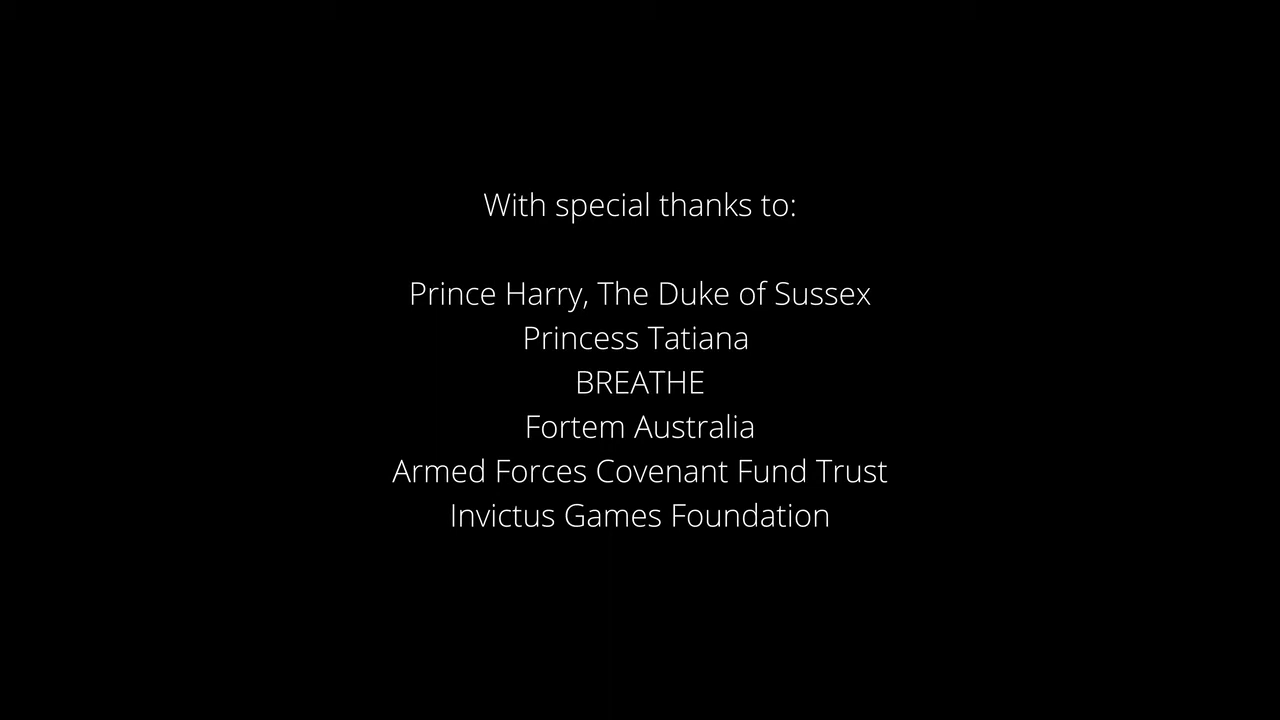 With special thanks to:
Prince Harry, The Duke of Sussex
Princess Tatiana
BREATHE
Fortem Australia
Armed Forces Covenant Fund Trust
Invictus Games Foundation